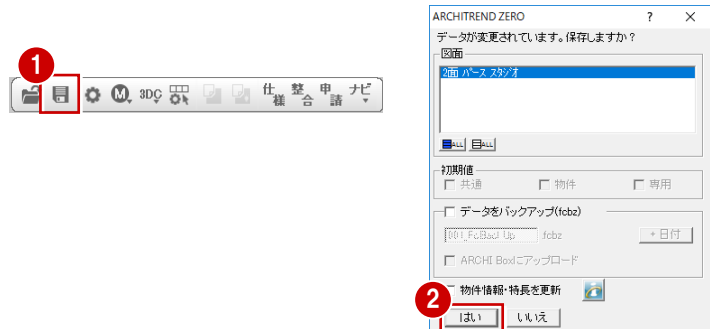 1
3DC
仕様
整合
申請
ナビ
ARCHITREND ZERO ? ×
データが変更されています。保存しますか?
図面
2面 パース スタジオ
ALL ALL
初期値
共通 物件 専用
データをバックアップ(fcbz)
.fcbz +日付
ARCHI Boxにアップロード
物件情報・特長を更新
2
はい いいえ